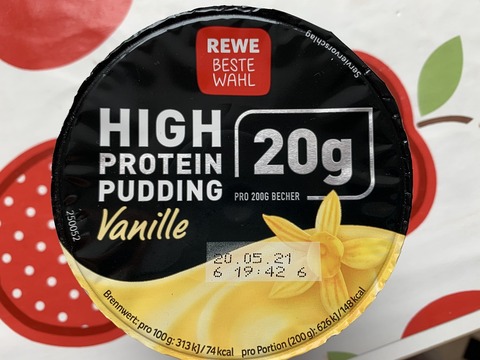 REWE
BESTE
WAHL
Serviervorschlag
HIGH
PROTEIN
PUDDING
Vanille
20g
PRO 200G BECHER
250052
20.05.21
6 19:42 6
Brennwert: pro 100g: 313 kJ/74 kcal pro Portion (200 g): 626 kJ/148 kcal